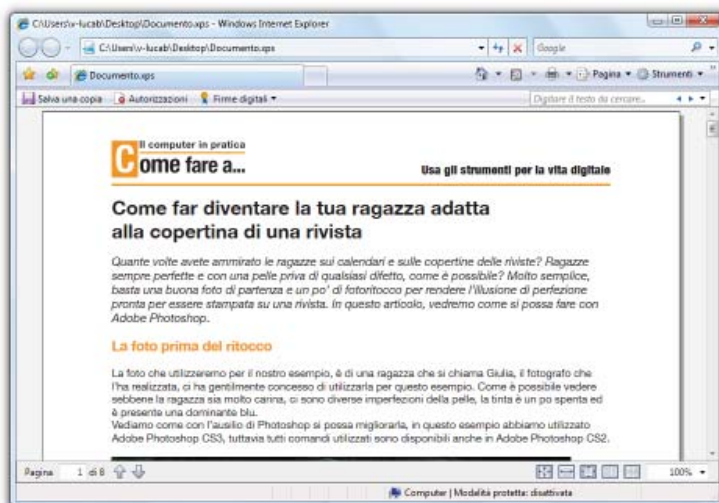 C:\Users\v-lucab\Desktop\Documento.xps - Windows Internet Explorer
C:\Users\v-lucab\Desktop\Documento.xps
Google
Documento.xps
Pagina Strumenti
Salva una copia Autorizzazioni Firme digitali
Digitare il testo da cercare...
Il computer in pratica
Come fare a...
Usa gli strumenti per la vita digitale
Come far diventare la tua ragazza adatta
alla copertina di una rivista
Quante volte avete ammirato le ragazze sui calendari e sulle copertine delle riviste? Ragazze
sempre perfette e con una pelle priva di qualsiasi difetto, come è possibile? Molto semplice,
basta una buona foto di partenza e un po' di fotoritocco per rendere l'illusione di perfezione
pronta per essere stampata su una rivista. In questo articolo, vedremo come si possa fare con
Adobe Photoshop.
La foto prima del ritocco
La foto che utilizzeremo per il nostro esempio, è di una ragazza che si chiama Giulia, il fotografo che
l'ha realizzata, ci ha gentilmente concesso di utilizzarla per questo esempio. Come è possibile vedere
sebbene la ragazza sia molto carina, ci sono diverse imperfezioni della pelle, la tinta è un po spenta ed
è presente una dominante blu.
Vediamo come con l'ausilio di Photoshop si possa migliorarla, in questo esempio abbiamo utilizzato
Adobe Photoshop CS3, tuttavia tutti comandi utilizzati sono disponibili anche in Adobe Photoshop CS2.
Pagina 1 di 8
100%
Computer | Modalità protetta: disattivata